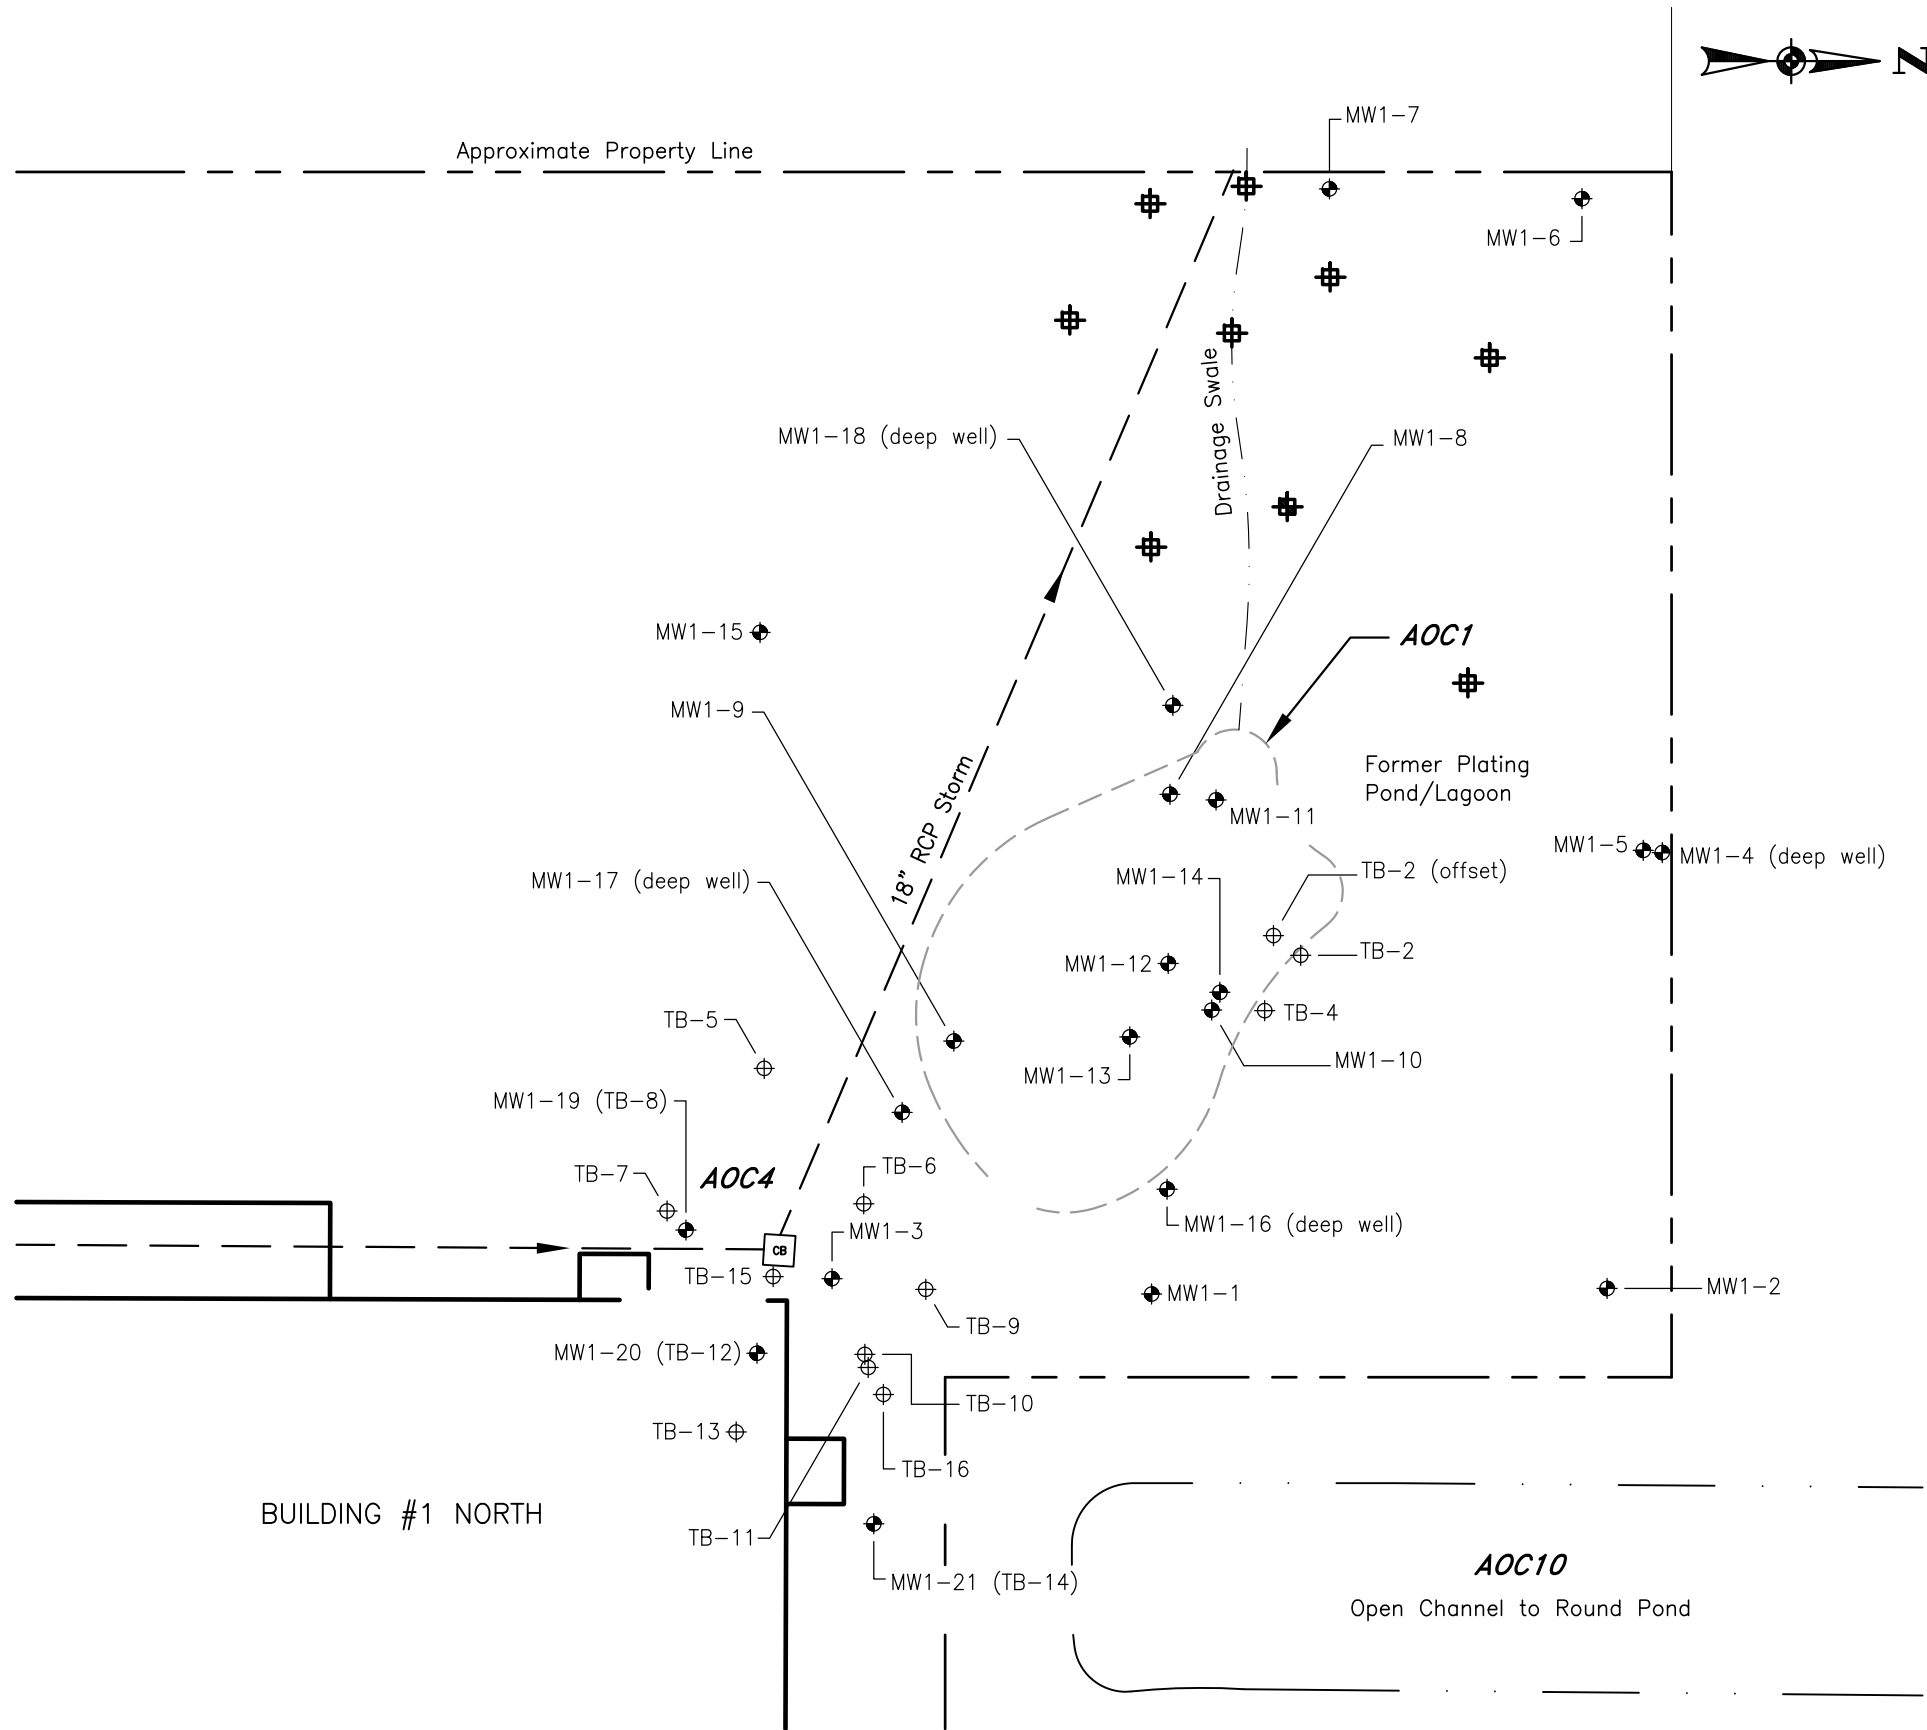 N
MW1-7
Approximate Property Line
MW1-6
Drainage Swale
MW1-18 (deep well)
MW1-8
MW1-15
AOC1
MW1-9
18" RCP Storm
Former Plating
Pond/Lagoon
MW1-11
MW1-5
MW1-4 (deep well)
MW1-14
TB-2 (offset)
MW1-17 (deep well)
MW1-12
TB-2
TB-5
TB-4
MW1-10
MW1-13
MW1-19 (TB-8)
TB-7
AOC4
TB-6
MW1-16 (deep well)
MW1-3
CB
TB-15
MW1-1
MW1-2
TB-9
MW1-20 (TB-12)
TB-10
TB-13
TB-16
BUILDING #1 NORTH
TB-11
MW1-21 (TB-14)
AOC10
Open Channel to Round Pond